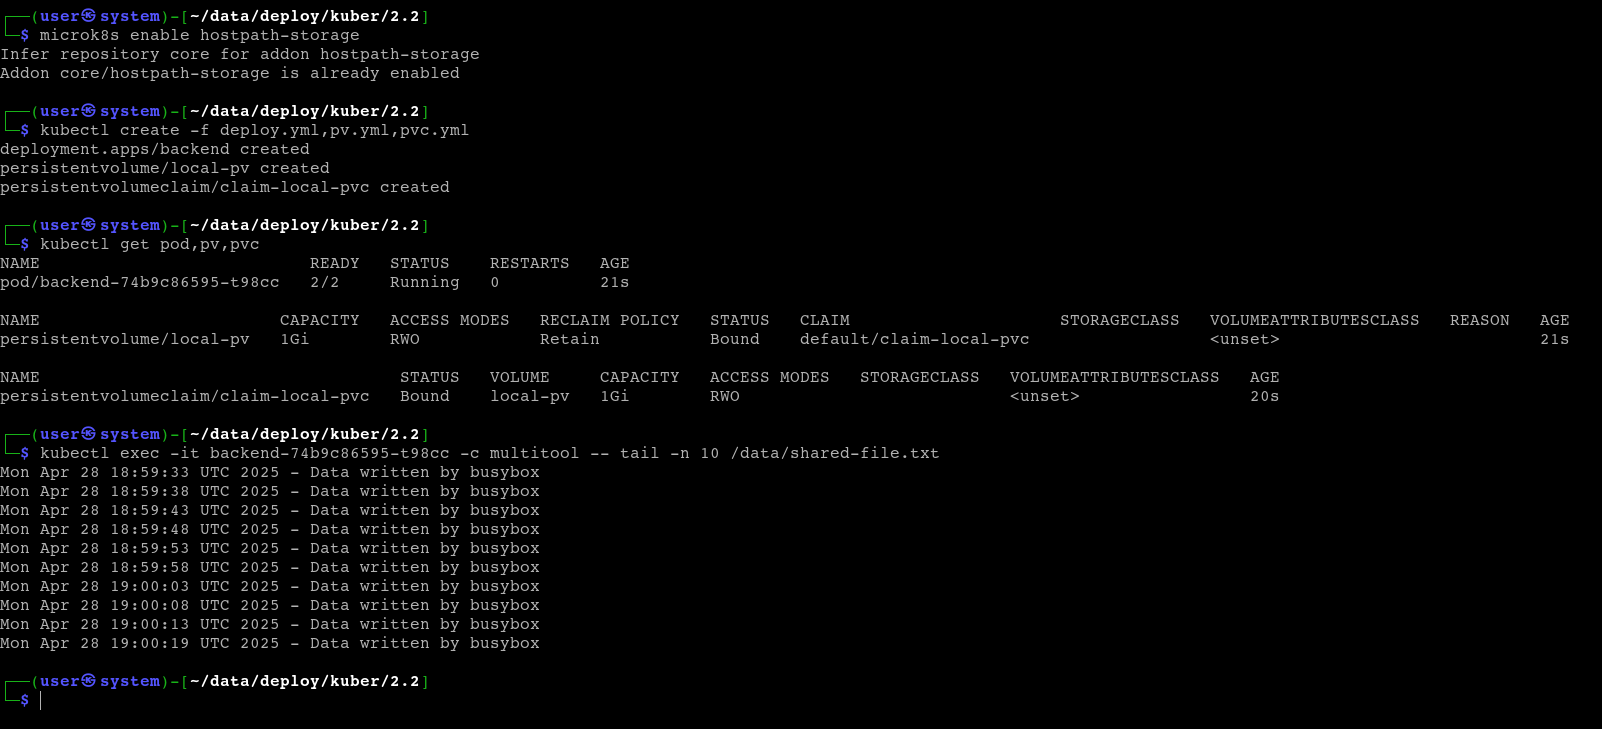 ┌──(user㉿system)-[~/data/deploy/kuber/2.2]
└─$ microk8s enable hostpath-storage
Infer repository core for addon hostpath-storage
Addon core/hostpath-storage is already enabled
┌──(user㉿system)-[~/data/deploy/kuber/2.2]
└─$ kubectl create -f deploy.yml,pv.yml,pvc.yml
deployment.apps/backend created
persistentvolume/local-pv created
persistentvolumeclaim/claim-local-pvc created
┌──(user㉿system)-[~/data/deploy/kuber/2.2]
└─$ kubectl get pod,pv,pvc
NAME                           READY   STATUS    RESTARTS   AGE
pod/backend-74b9c86595-t98cc   2/2     Running   0          21s
NAME                        CAPACITY   ACCESS MODES   RECLAIM POLICY   STATUS   CLAIM                     STORAGECLASS   VOLUMEATTRIBUTESCLASS   REASON   AGE
persistentvolume/local-pv   1Gi        RWO            Retain           Bound    default/claim-local-pvc                  <unset>                          21s
NAME                                    STATUS   VOLUME     CAPACITY   ACCESS MODES   STORAGECLASS   VOLUMEATTRIBUTESCLASS   AGE
persistentvolumeclaim/claim-local-pvc   Bound    local-pv   1Gi        RWO                           <unset>                 20s
┌──(user㉿system)-[~/data/deploy/kuber/2.2]
└─$ kubectl exec -it backend-74b9c86595-t98cc -c multitool -- tail -n 10 /data/shared-file.txt
Mon Apr 28 18:59:33 UTC 2025 - Data written by busybox
Mon Apr 28 18:59:38 UTC 2025 - Data written by busybox
Mon Apr 28 18:59:43 UTC 2025 - Data written by busybox
Mon Apr 28 18:59:48 UTC 2025 - Data written by busybox
Mon Apr 28 18:59:53 UTC 2025 - Data written by busybox
Mon Apr 28 18:59:58 UTC 2025 - Data written by busybox
Mon Apr 28 19:00:03 UTC 2025 - Data written by busybox
Mon Apr 28 19:00:08 UTC 2025 - Data written by busybox
Mon Apr 28 19:00:13 UTC 2025 - Data written by busybox
Mon Apr 28 19:00:19 UTC 2025 - Data written by busybox
┌──(user㉿system)-[~/data/deploy/kuber/2.2]
└─$